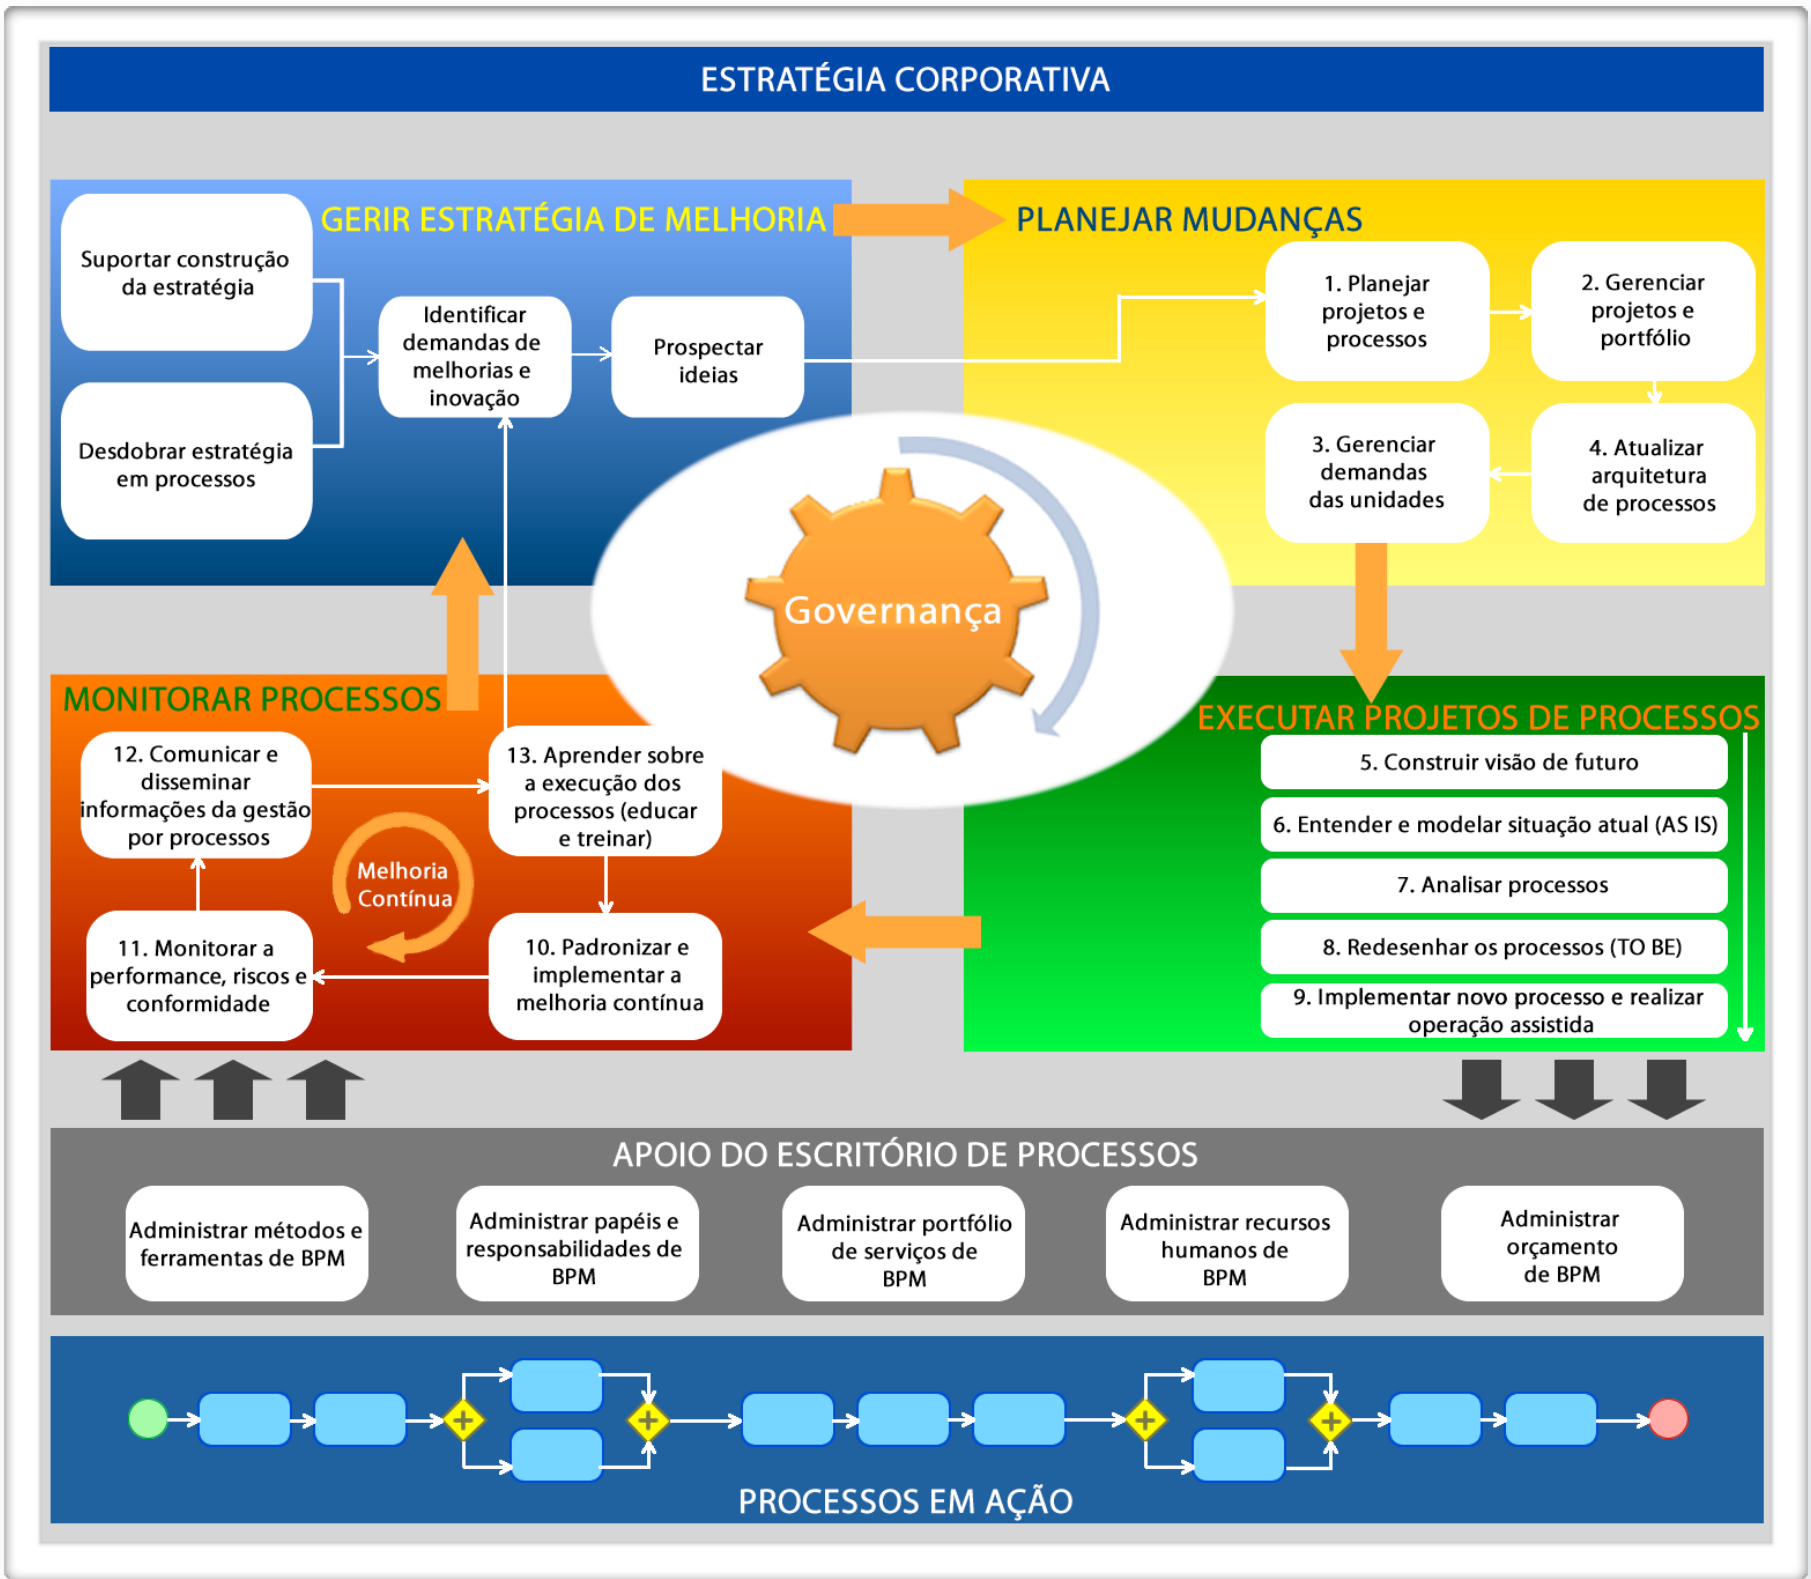 ESTRATÉGIA CORPORATIVA
GERIR ESTRATÉGIA DE MELHORIA
Suportar construção
da estratégia
Desdobrar estratégia
em processos
Identificar
demandas de
melhorias e
inovação
Prospectar
ideias
PLANEJAR MUDANÇAS
1. Planejar
projetos e
processos
2. Gerenciar
projetos e
portfólio
3. Gerenciar
demandas
das unidades
4. Atualizar
arquitetura
de processos
Governança
MONITORAR PROCESSOS
12. Comunicar e
disseminar
informações da gestão
por processos
13. Aprender sobre
a execução dos
processos (educar
e treinar)
Melhoria
Contínua
11. Monitorar a
performance, riscos e
conformidade
10. Padronizar e
implementar a
melhoria contínua
EXECUTAR PROJETOS DE PROCESSOS
5. Construir visão de futuro
6. Entender e modelar situação atual (AS IS)
7. Analisar processos
8. Redesenhar os processos (TO BE)
9. Implementar novo processo e realizar
operação assistida
APOIO DO ESCRITÓRIO DE PROCESSOS
Administrar métodos e
ferramentas de BPM
Administrar papéis e
responsabilidades de
BPM
Administrar portfólio
de serviços de
BPM
Administrar recursos
humanos de
BPM
Administrar
orçamento
de BPM
PROCESSOS EM AÇÃO